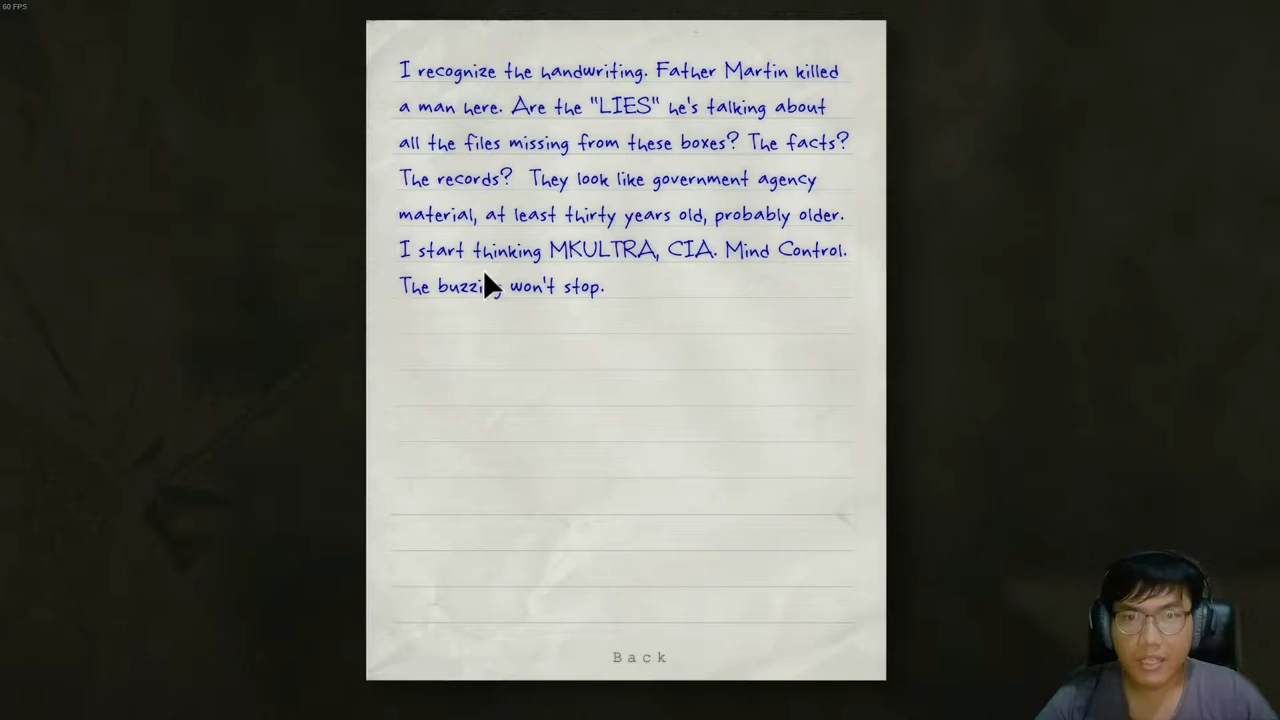 60 FPS
I recognize the handwriting. Father Martin killed
a man here. Are the "LIES" he's talking about
all the files missing from these boxes? The facts?
The records? They look like government agency
material, at least thirty years old, probably older.
I start thinking MKULTRA, CIA. Mind Control.
The won't stop.
Back